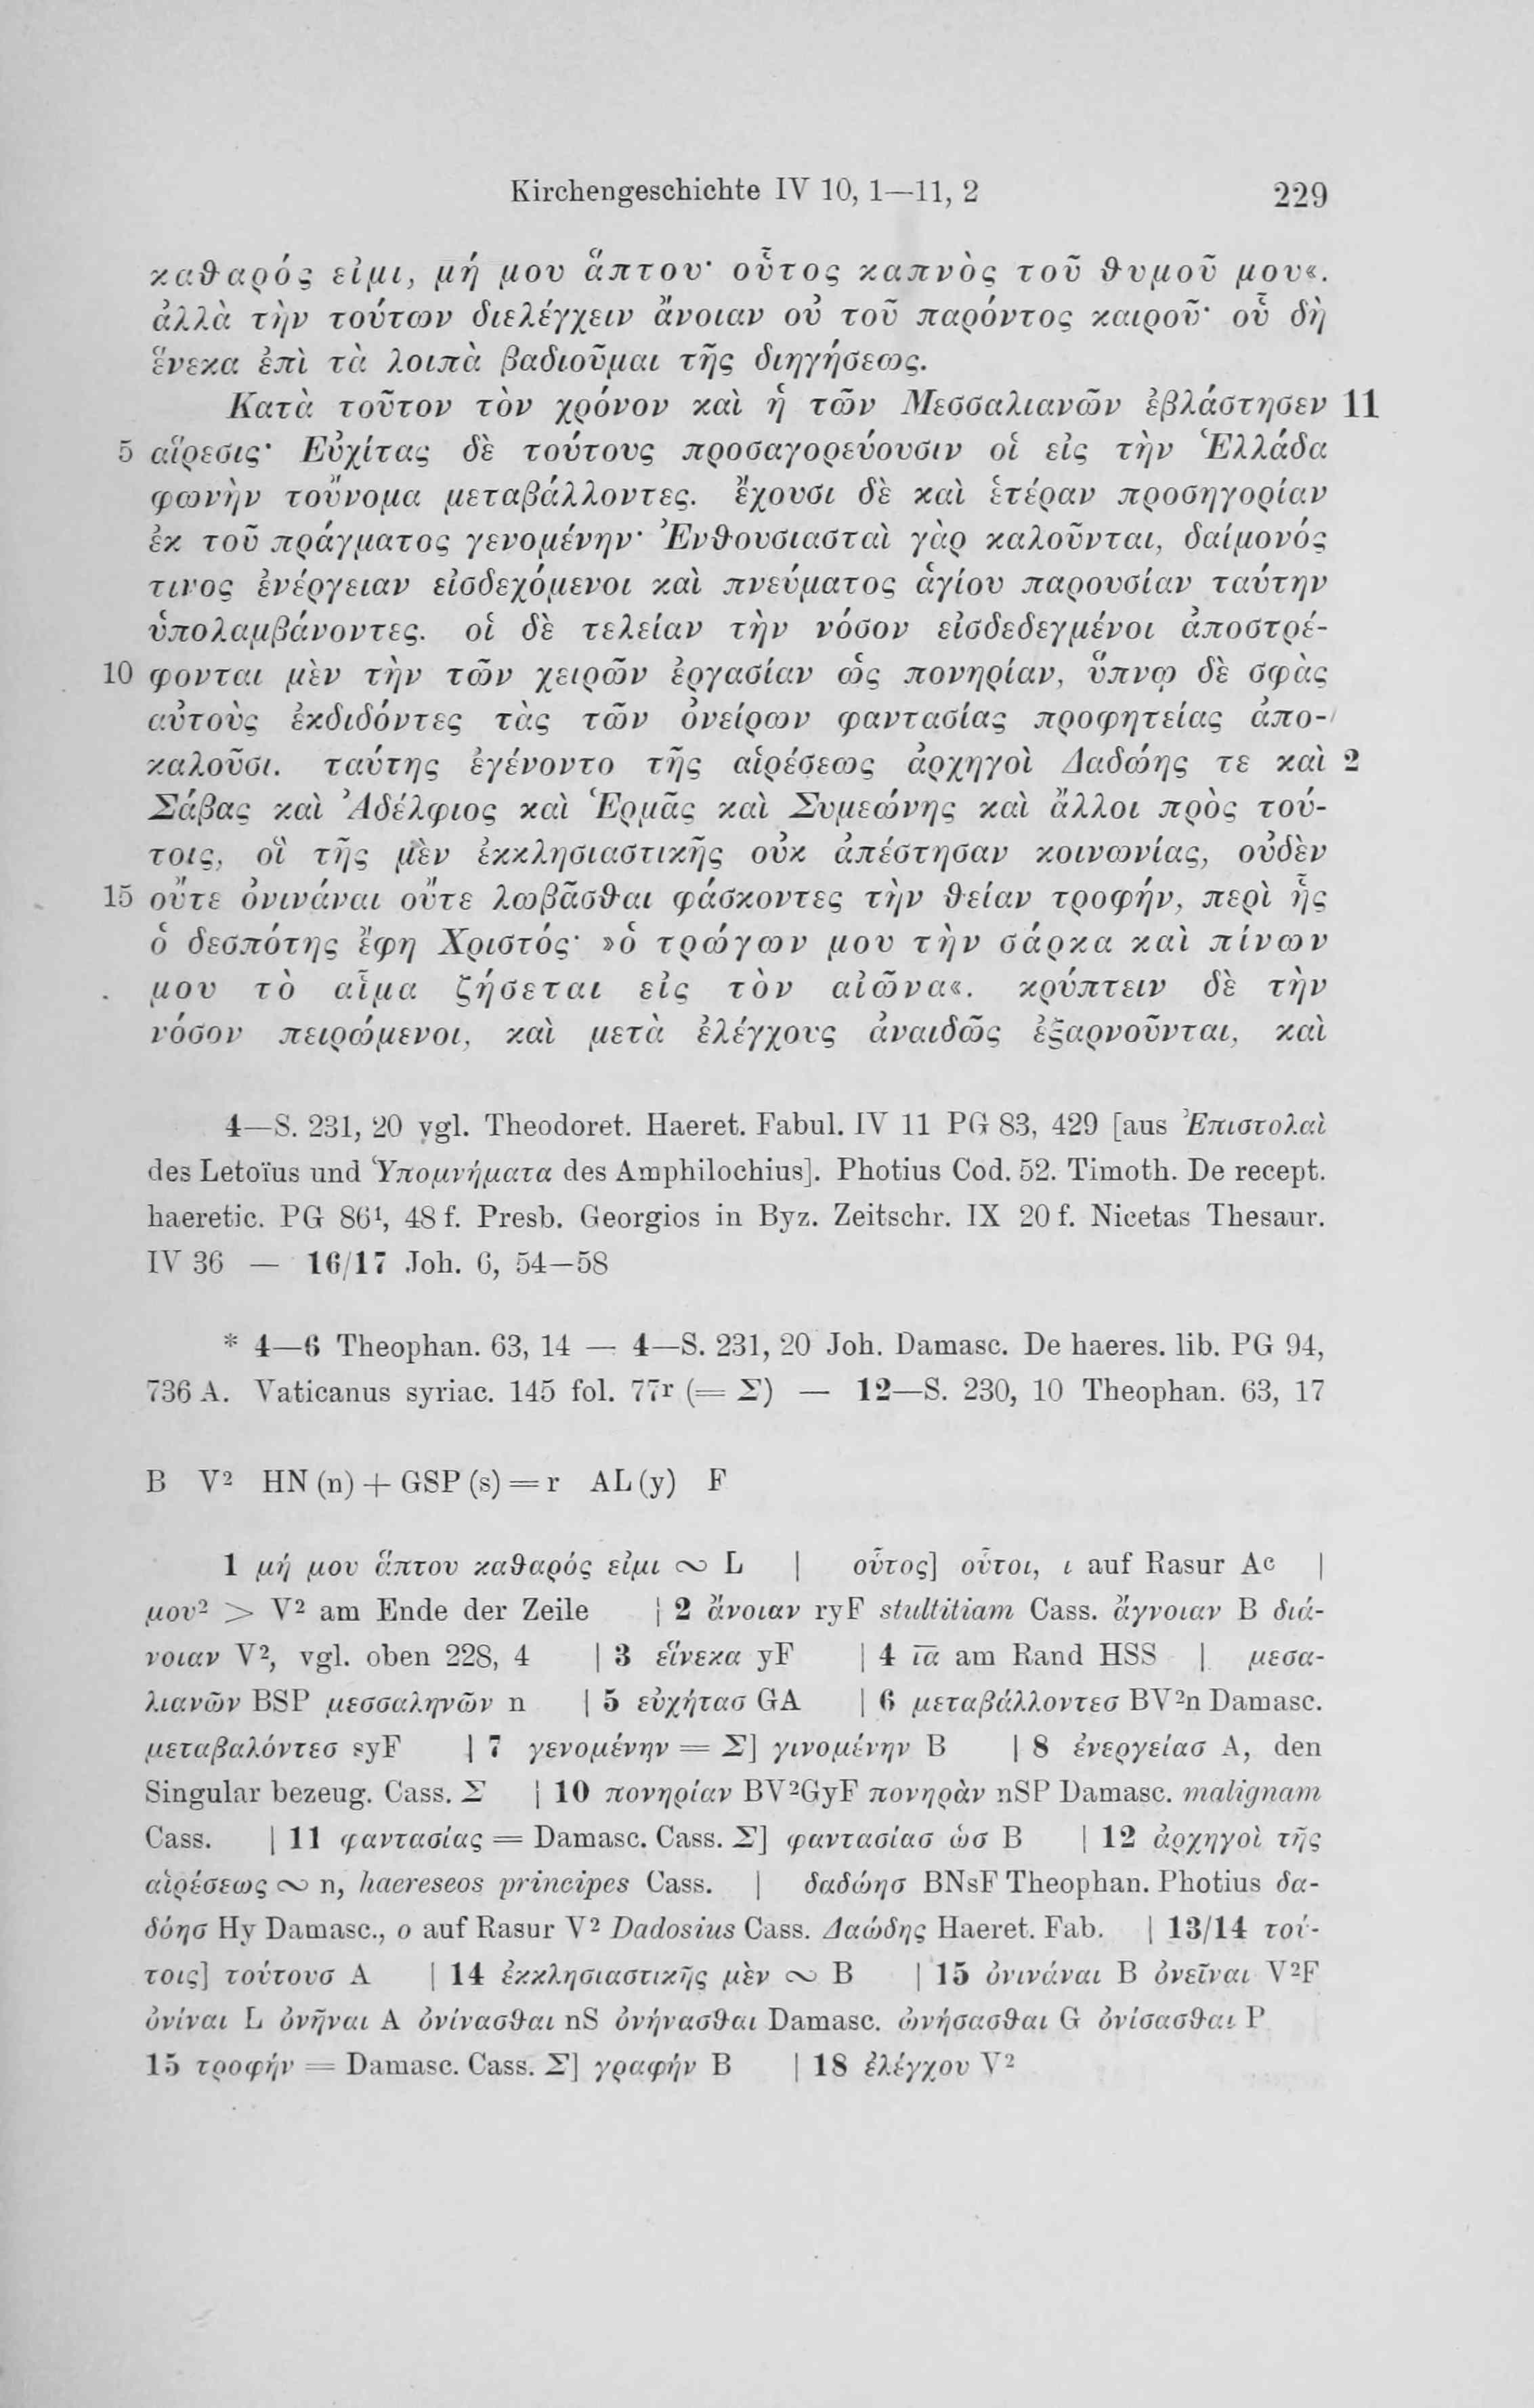 Kirchengeschichte IV 10, 1—11, 2 229
καθαρός εἰμι, μή μου ἅπτου· οὗτος καπνὸς τοῦ θυμοῦ μου«.
ἀλλὰ τὴν τούτων διελέγχειν ἄνοιαν οὐ τοῦ παρόντος καιροῦ· οὗ δὴ
ἕνεκα ἐπὶ τὰ λοιπὰ βαδιοῦμαι τῆς διηγήσεως.
Κατὰ τοῦτον τὸν χρόνον καὶ ἡ τῶν Μεσσαλιανῶν ἐβλάστησεν 11
5 αἵρεσις· Εὐχίτας δὲ τούτους προσαγορεύουσιν οἱ εἰς τὴν Ἑλλάδα
φωνὴν τοὔνομα μεταβάλλοντες. ἔχουσι δὲ καὶ ἑτέραν προσηγορίαν
ἐκ τοῦ πράγματος γενομένην· Ἐνθουσιασταὶ γὰρ καλοῦνται, δαίμονός
τινος ἐνέργειαν εἰσδεχόμενοι καὶ πνεύματος ἁγίου παρουσίαν ταύτην
ὑπολαμβάνοντες. οἱ δὲ τελείαν τὴν νόσον εἰσδεδεγμένοι ἀποστρέ-
10 φονται μὲν τὴν τῶν χειρῶν ἐργασίαν ὡς πονηρίαν, ὕπνῳ δὲ σφὰς
αὐτοὺς ἐκδιδόντες τὰς τῶν ὀνείρων φαντασίας προφητείας ἀπο-
καλοῦσι. ταύτης ἐγένοντο τῆς αἱρέσεως ἀρχηγοὶ Δαδώης τε καὶ 2
Σάβας καὶ Ἀδέλφιος καὶ Ἑρμᾶς καὶ Συμεώνης καὶ ἄλλοι πρὸς τού-
τοις, οἳ τῆς μὲν ἐκκλησιαστικῆς οὐκ ἀπέστησαν κοινωνίας, οὐδὲν
15 οὔτε ὀνινάναι οὔτε λωβᾶσθαι φάσκοντες τὴν θείαν τροφήν, περὶ ἧς
ὁ δεσπότης ἔφη Χριστός· »ὁ τρώγων μου τὴν σάρκα καὶ πίνων
μου τὸ αἷμα ζήσεται εἰς τὸν αἰῶνα«. κρύπτειν δὲ τὴν
νόσον πειρώμενοι, καὶ μετὰ ἐλέγχους ἀναιδῶς ἐξαρνοῦνται, καὶ
4—S. 231, 20 vgl. Theodoret. Haeret. Fabul. IV 11 PG 83, 429 [aus Ἐπιστολαὶ
des Letoïus und Ὑπομνήματα des Amphilochius]. Photius Cod. 52. Timoth. De recept.
haeretic. PG 86¹, 48 f. Presb. Georgios in Byz. Zeitschr. IX 20 f. Nicetas Thesaur.
IV 36 — 16/17 Joh. 6, 54—58
* 4—6 Theophan. 63, 14 — 4—S. 231, 20 Joh. Damasc. De haeres. lib. PG 94,
736 A. Vaticanus syriac. 145 fol. 77r (= Σ) — 12—S. 230, 10 Theophan. 63, 17
B V² HN (n) + GSP (s) = r AL (y) F
1 μή μου ἅπτου καθαρός εἰμι ∞ L | οὗτος] οὗτοι, ι auf Rasur Aᶜ |
μου² > V² am Ende der Zeile | 2 ἄνοιαν ryF stultitiam Cass. ἄγνοιαν B διά-
νοιαν V², vgl. oben 228, 4 | 3 εἵνεκα yF | 4 ῑᾱ am Rand HSS | μεσα-
λιανῶν BSP μεσσαληνῶν n | 5 εὐχήτασ GA | 6 μεταβάλλοντεσ BV²n Damasc.
μεταβαλόντεσ syF | 7 γενομένην = Σ] γινομένην B | 8 ἐνεργείασ A, den
Singular bezeug. Cass. Σ | 10 πονηρίαν BV²GyF πονηρὰν nSP Damasc. malignam
Cass. | 11 φαντασίας = Damasc. Cass. Σ] φαντασίασ ὡσ B | 12 ἀρχηγοὶ τῆς
αἱρέσεως ∞ n, haereseos principes Cass. | δαδώησ BNsF Theophan. Photius δα-
δόησ Hy Damasc., ο auf Rasur V² Dadosius Cass. Δαώδης Haeret. Fab. | 13/14 τού-
τοις] τούτουσ A | 14 ἐκκλησιαστικῆς μὲν ∞ B | 15 ὀνινάναι B ὀνεῖναι V²F
ὀνίναι L ὀνῆναι A ὀνίνασθαι nS ὀνήνασθαι Damasc. ὠνήσασθαι G ὀνίσασθαι P
15 τροφήν = Damasc. Cass. Σ] γραφήν B | 18 ἐλέγχου V²